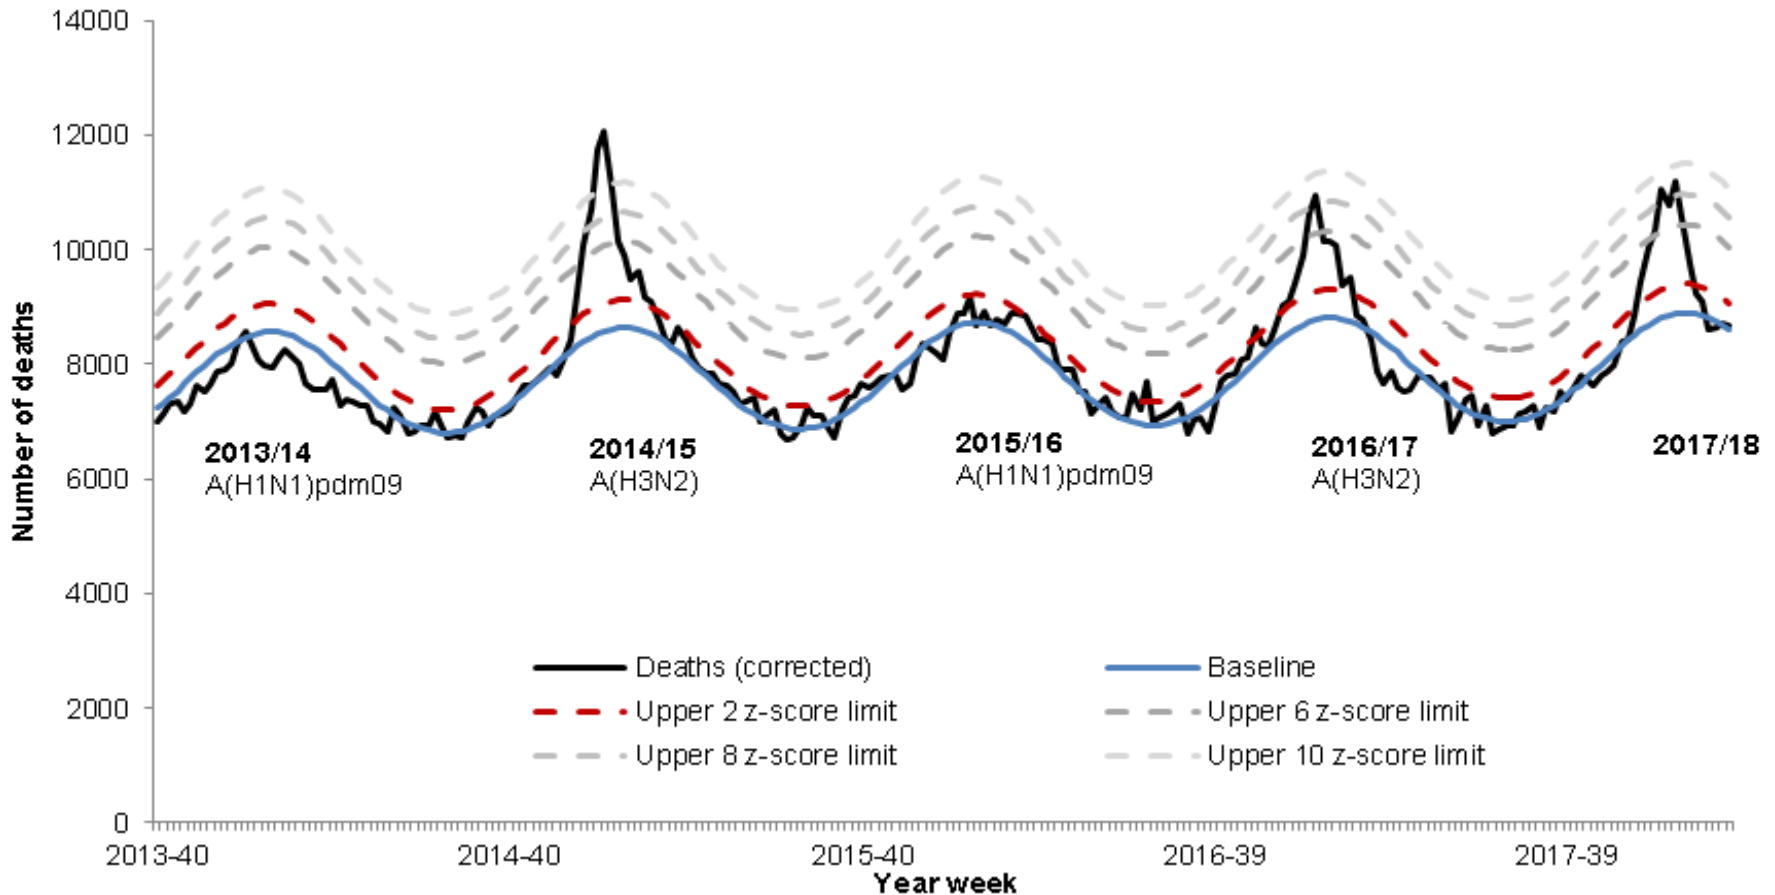 14000
12000
10000
8000
6000
4000
2000
0
Number of deaths
2013/14
A(H1N1)pdm09
2014/15
A(H3N2)
2015/16
A(H1N1)pdm09
2016/17
A(H3N2)
2017/18
Deaths (corrected)
Baseline
Upper 2 z-score limit
Upper 6 z-score limit
Upper 8 z-score limit
Upper 10 z-score limit
2013-40
2014-40
2015-40
2016-39
2017-39
Year week